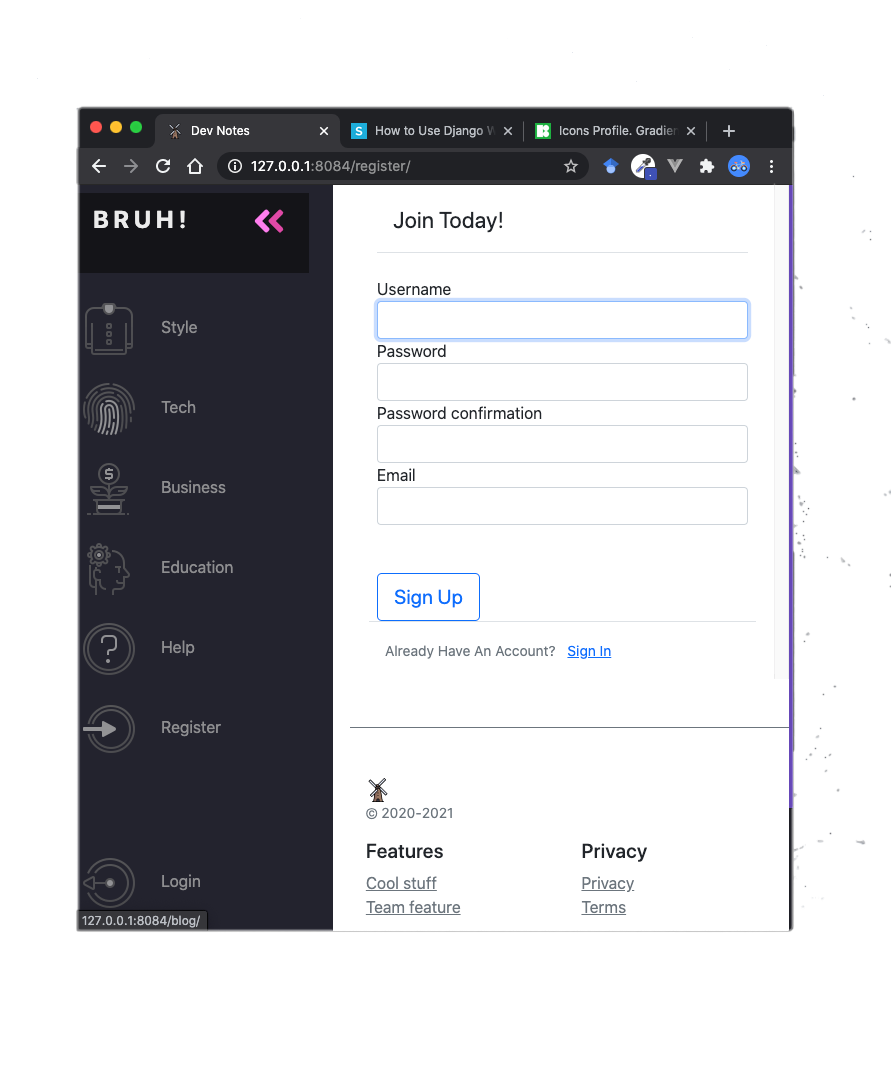 Dev Notes
How to Use Django
Icons Profile. Gradie
127.0.0.1:8084/register/
BRUH!
Style
Tech
Business
Education
Help
Register
Login
127.0.0.1:8084/blog/
Join Today!
Username
Password
Password confirmation
Email
Sign Up
Already Have An Account? Sign In
© 2020-2021
Features
Privacy
Cool stuff
Privacy
Team feature
Terms